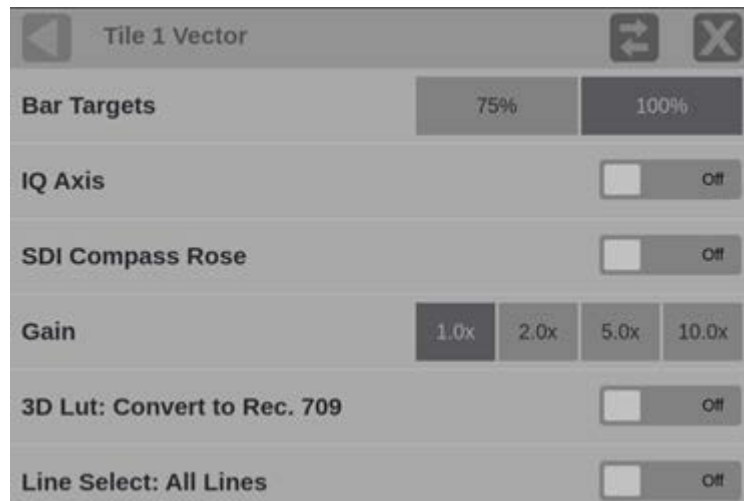 Tile 1 Vector
Bar Targets 75% 100%
IQ Axis Off
SDI Compass Rose Off
Gain 1.0x 2.0x 5.0x 10.0x
3D Lut: Convert to Rec. 709 Off
Line Select: All Lines Off